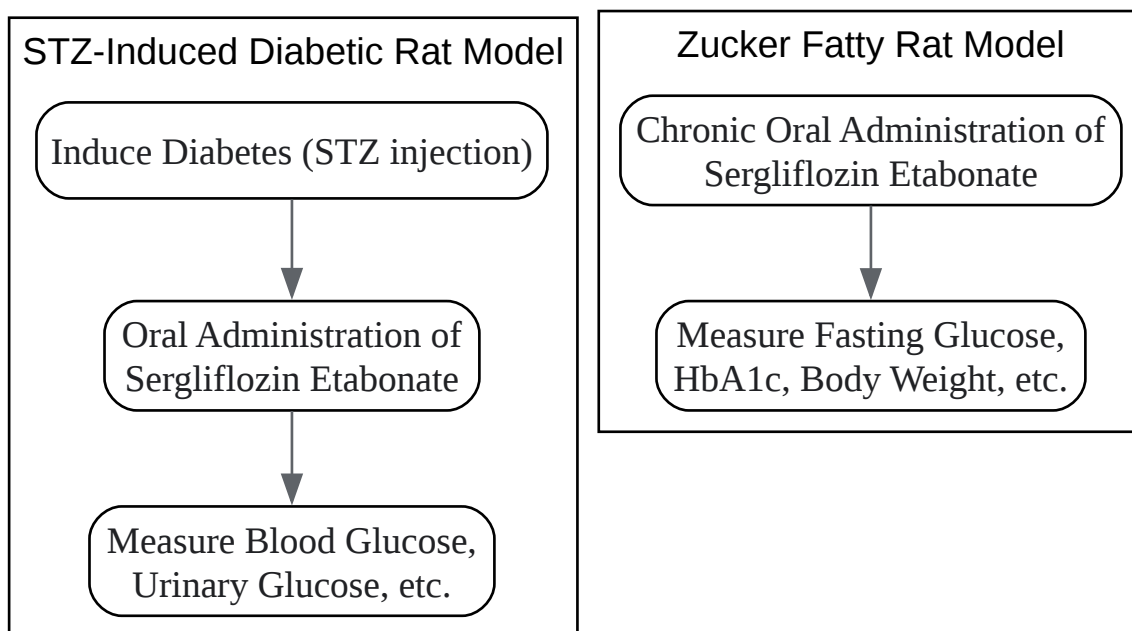 STZ-Induced Diabetic Rat Model
Induce Diabetes (STZ injection)
Oral Administration of
Sergliflozin Etabonate
Measure Blood Glucose,
Urinary Glucose, etc.
Zucker Fatty Rat Model
Chronic Oral Administration of
Sergliflozin Etabonate
Measure Fasting Glucose,
HbA1c, Body Weight, etc.